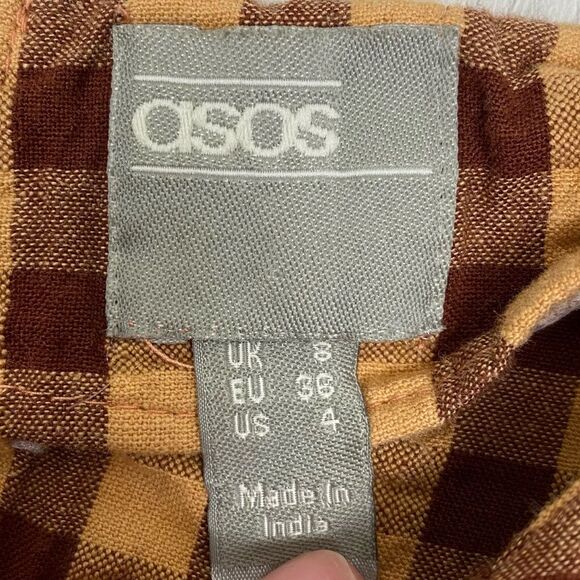 asos
UK 8
EU 36
US 4
Made In
India